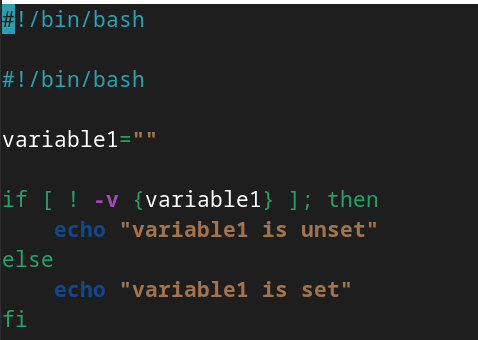 #!/bin/bash
#!/bin/bash
variable1=""
if [ ! -v {variable1} ]; then
    echo "variable1 is unset"
else
    echo "variable1 is set"
fi